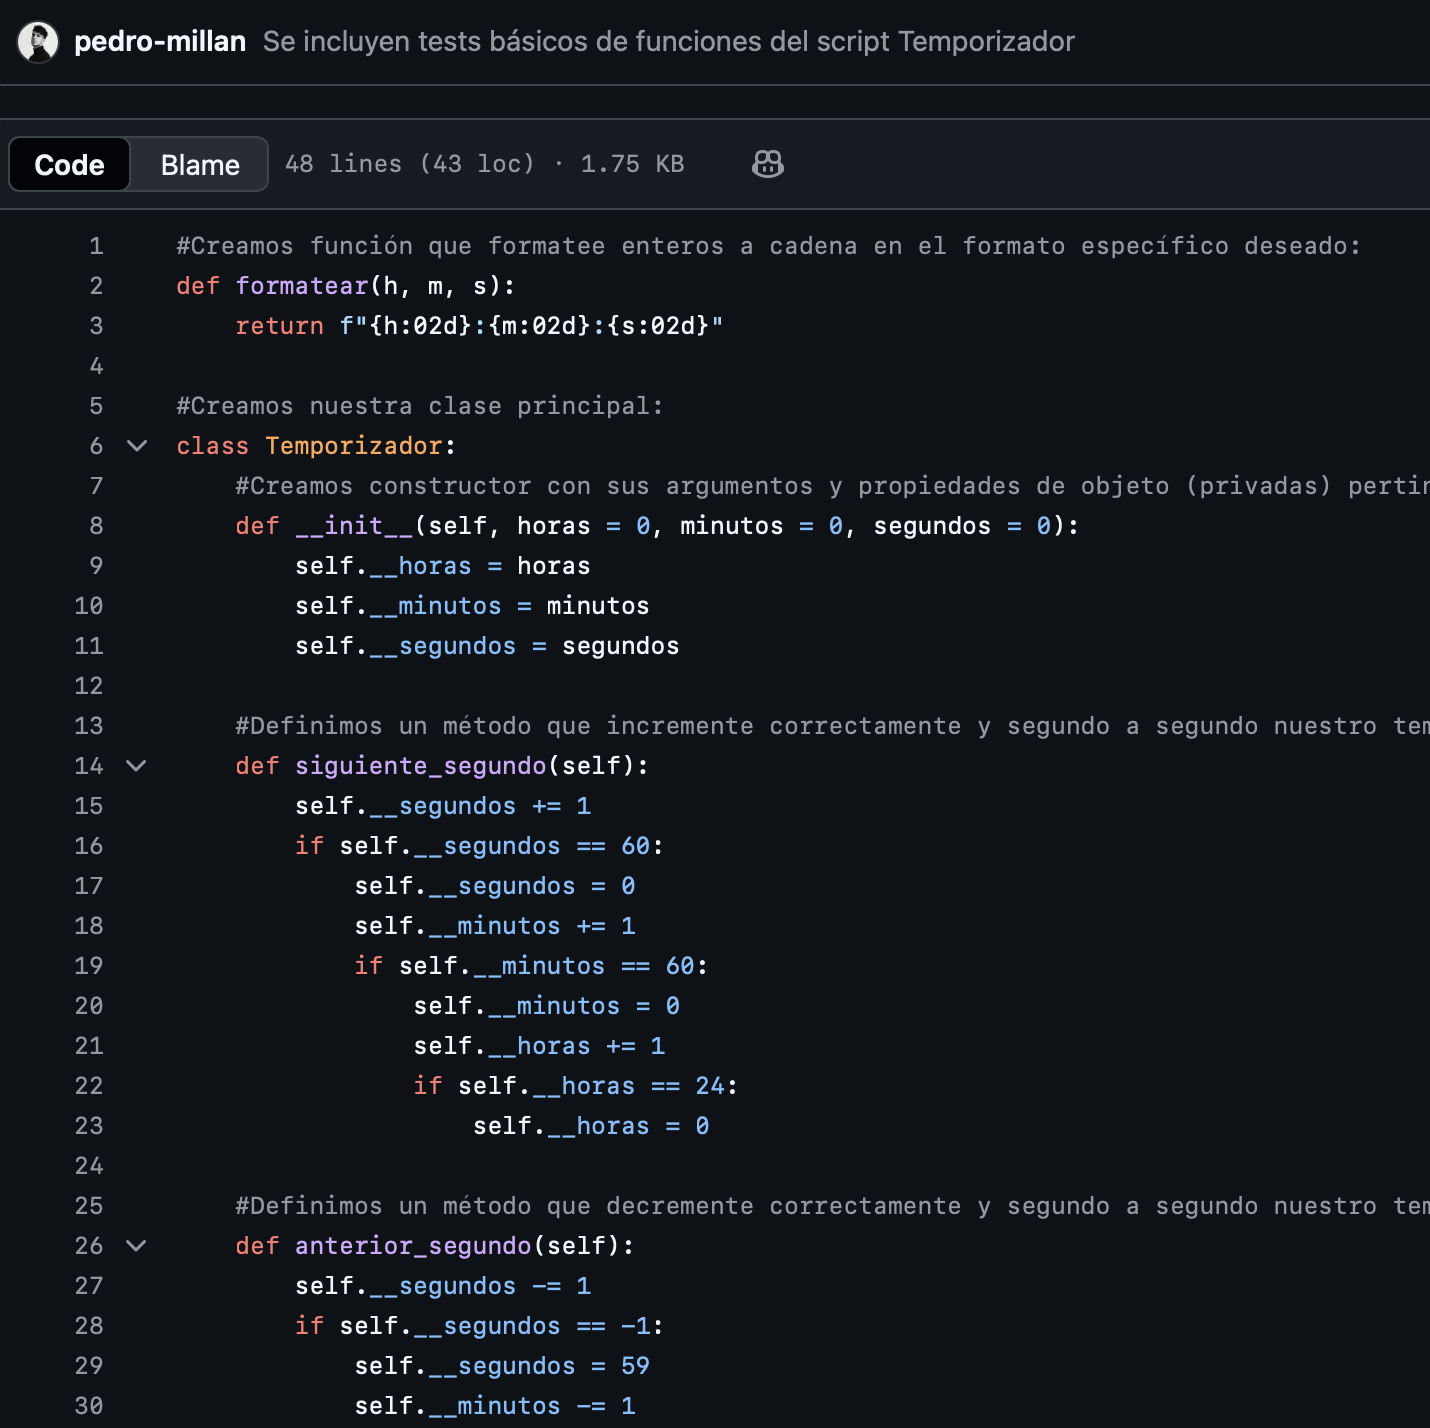 pedro-millan Se incluyen tests básicos de funciones del script Temporizador
Code Blame 48 lines (43 loc) · 1.75 KB
1 #Creamos función que formatee enteros a cadena en el formato específico deseado:
2 def formatear(h, m, s):
3     return f"{h:02d}:{m:02d}:{s:02d}"
4
5 #Creamos nuestra clase principal:
6 class Temporizador:
7     #Creamos constructor con sus argumentos y propiedades de objeto (privadas)
8     def __init__(self, horas = 0, minutos = 0, segundos = 0):
9         self.__horas = horas
10         self.__minutos = minutos
11         self.__segundos = segundos
12
13     #Definimos un método que incremente correctamente y segundo a segundo nuestro
14     def siguiente_segundo(self):
15         self.__segundos += 1
16         if self.__segundos == 60:
17             self.__segundos = 0
18             self.__minutos += 1
19             if self.__minutos == 60:
20                 self.__minutos = 0
21                 self.__horas += 1
22                 if self.__horas == 24:
23                     self.__horas = 0
24
25     #Definimos un método que decremente correctamente y segundo a segundo nuestro
26     def anterior_segundo(self):
27         self.__segundos -= 1
28         if self.__segundos == -1:
29             self.__segundos = 59
30             self.__minutos -= 1